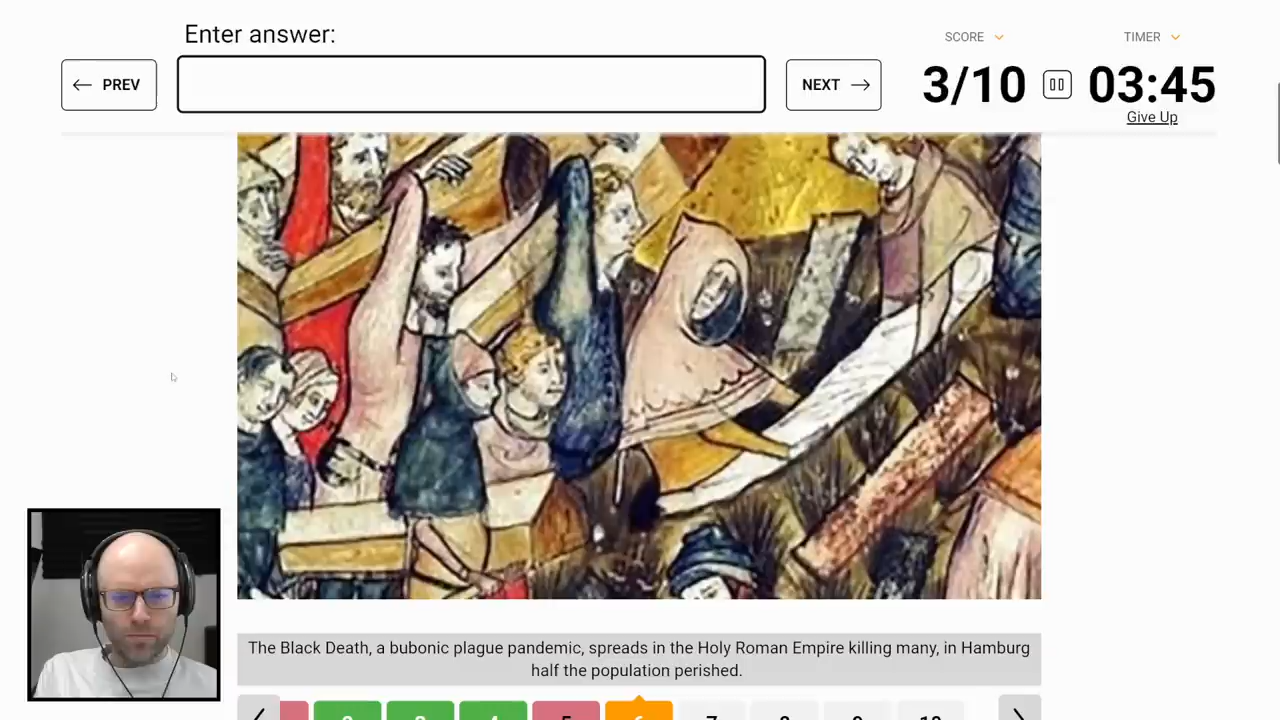 Enter answer:
SCORE
TIMER
PREV
NEXT
3/10
03:45
Give Up
The Black Death, a bubonic plague pandemic, spreads in the Holy Roman Empire killing many, in Hamburg
half the population perished.